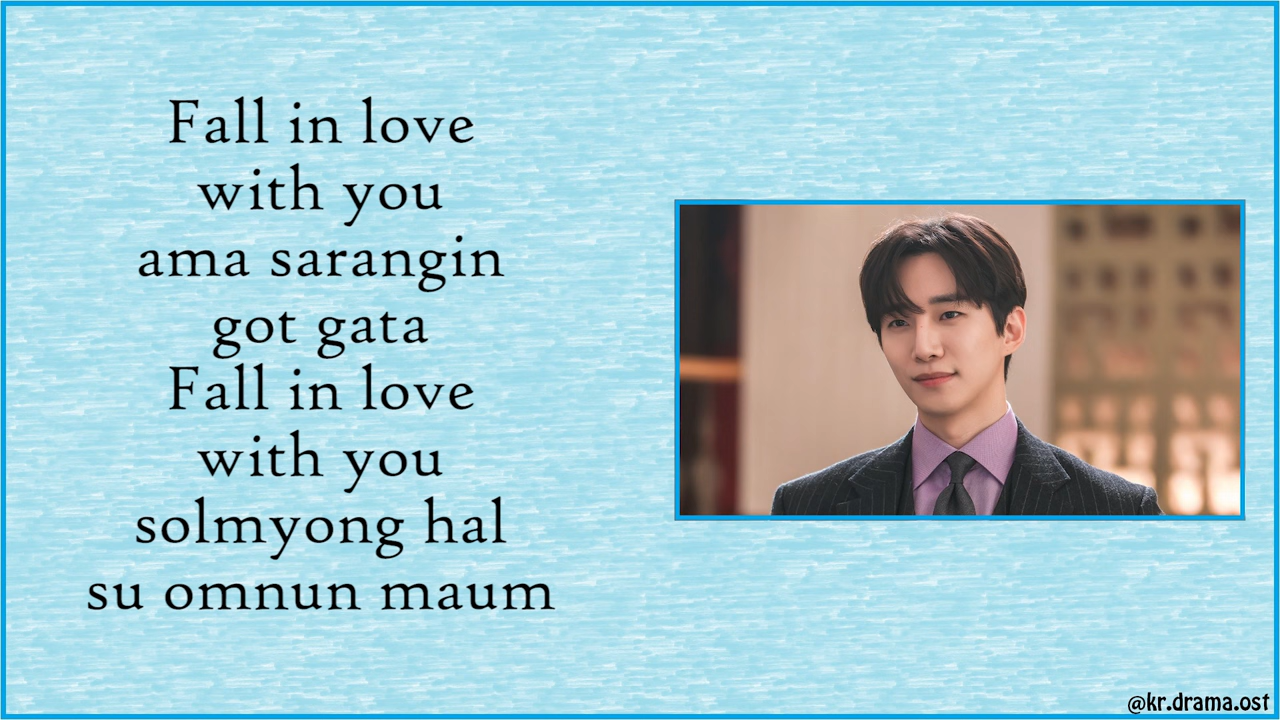 Fall in love
with you
ama sarangin
got gata
Fall in love
with you
solmyong hal
su omnun maum
@kr.drama.ost